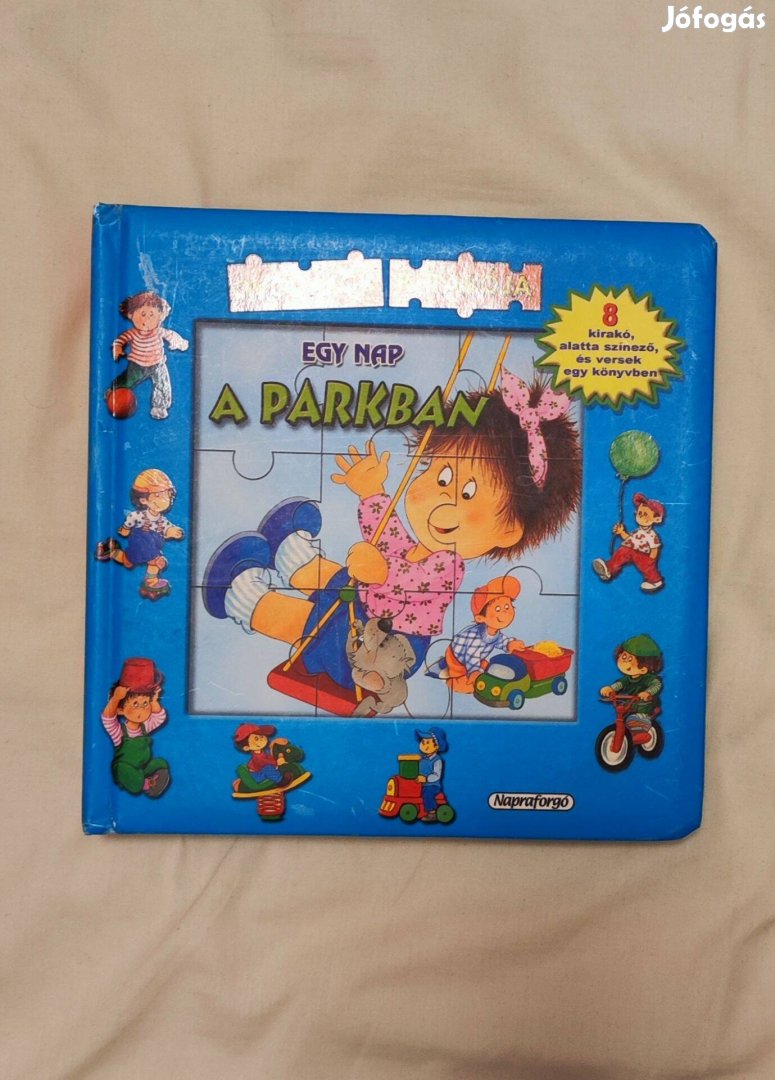 Jófogás
EGY NAP
A PARKBAN
8
kirakó,
alatta színező,
és versek
egy könyvben
Napraforgó